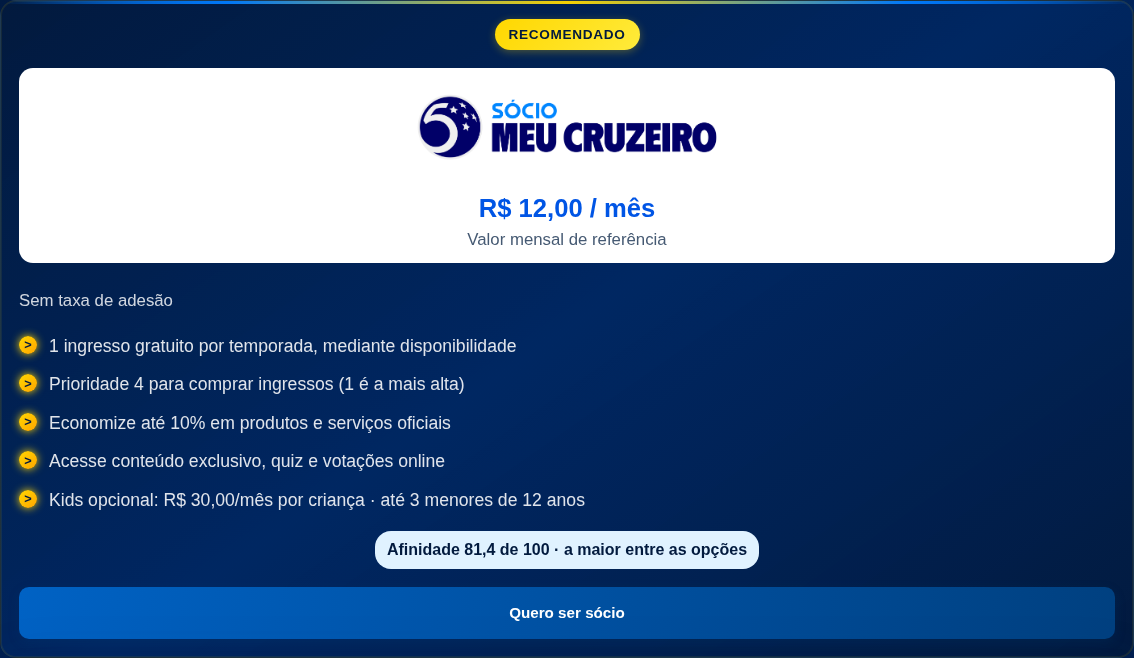 RECOMENDADO
SÓCIO
MEU CRUZEIRO
R$ 12,00 / mês
Valor mensal de referência
Sem taxa de adesão
> 1 ingresso gratuito por temporada, mediante disponibilidade
> Prioridade 4 para comprar ingressos (1 é a mais alta)
> Economize até 10% em produtos e serviços oficiais
> Acesse conteúdo exclusivo, quiz e votações online
> Kids opcional: R$ 30,00/mês por criança · até 3 menores de 12 anos
Afinidade 81,4 de 100 · a maior entre as opções
Quero ser sócio